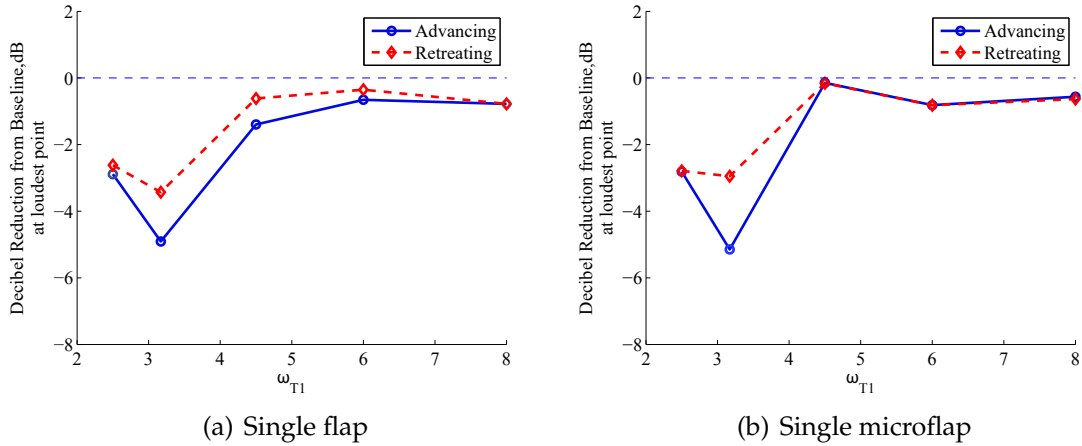 2
0
−2
−4
−6
−8
2
3
4
5
6
7
8
Decibel Reduction from Baseline,dB
at loudest point
ω_T1
Advancing
Retreating
(a) Single flap
2
0
−2
−4
−6
−8
2
3
4
5
6
7
8
Decibel Reduction from Baseline,dB
at loudest point
ω_T1
Advancing
Retreating
(b) Single microflap